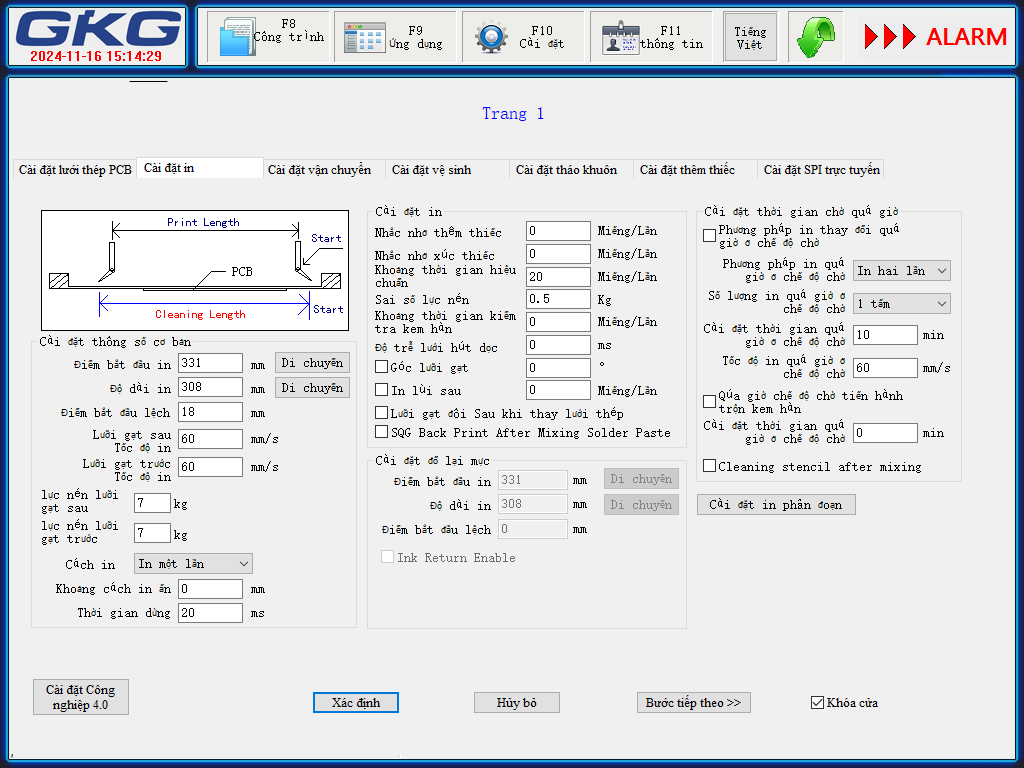 GKG
2024-11-16 15:14:29
F8
Công trình
F9
Ứng dụng
F10
Cài đặt
F11
thông tin
Tiếng
Việt
ALARM
Trang 1
Cài đặt lưới thép PCB
Cài đặt in
Cài đặt vận chuyển
Cài đặt vệ sinh
Cài đặt tháo khuôn
Cài đặt thêm thiếc
Cài đặt SPI trực tuyến
Print Length
Start
PCB
Cleaning Length
Start
Cài đặt thông số cơ bản
Điểm bắt đầu in 331 mm Di chuyển
Độ dài in 308 mm Di chuyển
Điểm bắt đầu lệch 18 mm
Lưỡi gạt sau
Tốc độ in 60 mm/s
Lưỡi gạt trước
Tốc độ in 60 mm/s
lực nén lưỡi
gạt sau 7 kg
lực nén lưỡi
gạt trước 7 kg
Cách in In một lần
Khoảng cách in ấn 0 mm
Thời gian dừng 20 ms
Cài đặt in
Nhắc nhở thêm thiếc 0 Miếng/Lần
Nhắc nhở xúc thiếc 0 Miếng/Lần
Khoảng thời gian hiệu
chuẩn 20 Miếng/Lần
Sai số lực nén 0.5 Kg
Khoảng thời gian kiểm
tra kem hàn 0 Miếng/Lần
Độ trễ lưới hút dọc 0 ms
Góc lưỡi gạt 0 °
In lùi sau 0 Miếng/Lần
Lưỡi gạt đôi Sau khi thay lưới thép
SQG Back Print After Mixing Solder Paste
Cài đặt đổ lại mực
Điểm bắt đầu in 331 mm Di chuyển
Độ dài in 308 mm Di chuyển
Điểm bắt đầu lệch 0 mm
Ink Return Enable
Cài đặt thời gian chờ quá giờ
Phương pháp in thay đổi quá
giờ ở chế độ chờ
Phương pháp in quá
giờ ở chế độ chờ In hai lần
Số lượng in quá giờ ở
chế độ chờ 1 tấm
Cài đặt thời gian quá
giờ ở chế độ chờ 10 min
Tốc độ in quá giờ ở
chế độ chờ 60 mm/s
Qúa giờ chế độ chờ tiến hành
trộn kem hàn
Cài đặt thời gian quá
giờ ở chế độ chờ 0 min
Cleaning stencil after mixing
Cài đặt in phân đoạn
Cài đặt Công
nghiệp 4.0
Xác định
Hủy bỏ
Bước tiếp theo >>
Khóa cửa